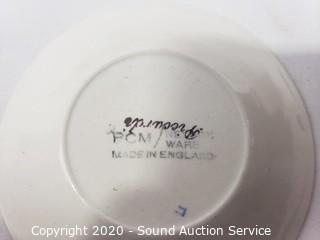 PCM/
WARE
MADE IN ENGLAND
Copyright © 2020 - Sound Auction Service